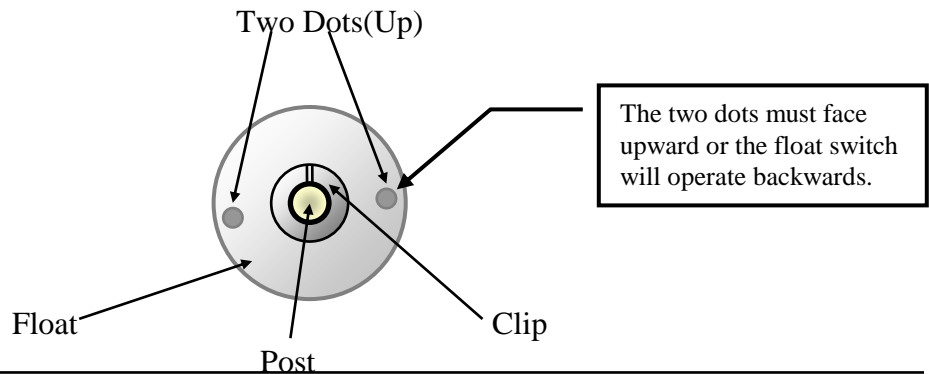 Two Dots(Up)
The two dots must face
upward or the float switch
will operate backwards.
Float
Clip
Post